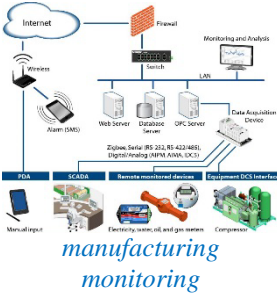 Internet
Firewall
Monitoring and Analysis
Switch
Wireless
LAN
Alarm (SMS)
Web Server
Database Server
OPC Server
Data Acquisition Device
Zigbee, Serial (RS 232, RS-422/485),
Digital/Analog (AIPM, AIMA, DCS)
PDA
SCADA
Remote monitored devices
Equipment DCS Interface
Manual input
Electricity, water, oil, and gas meters
Compressor
manufacturing
monitoring